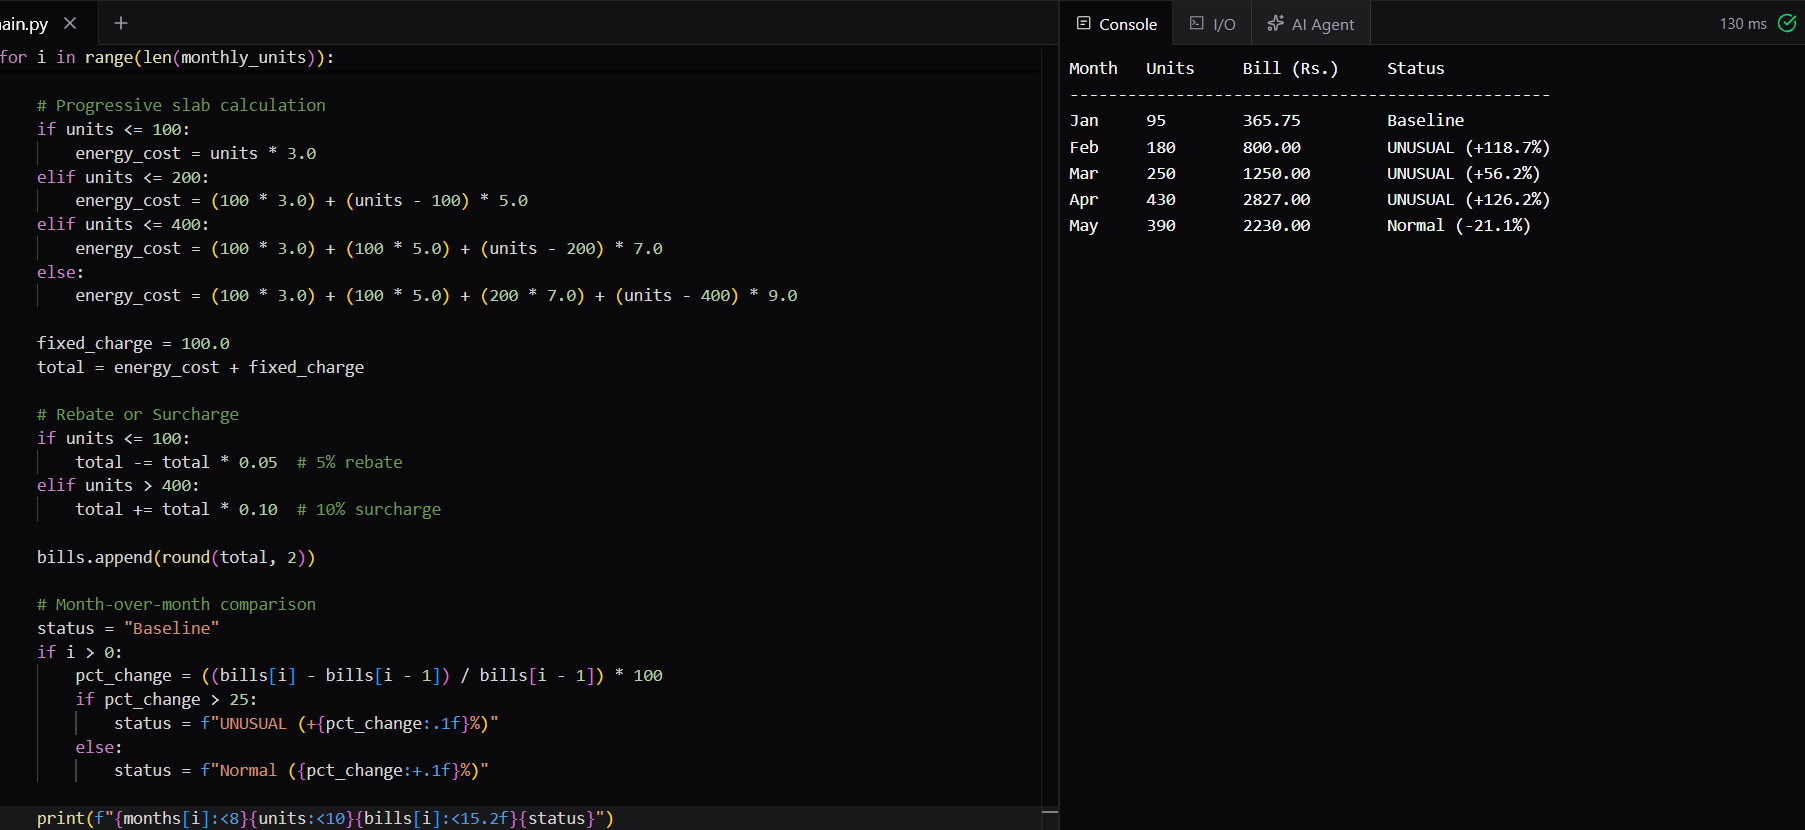 ain.py
for i in range(len(monthly_units)):
    # Progressive slab calculation
    if units <= 100:
        energy_cost = units * 3.0
    elif units <= 200:
        energy_cost = (100 * 3.0) + (units - 100) * 5.0
    elif units <= 400:
        energy_cost = (100 * 3.0) + (100 * 5.0) + (units - 200) * 7.0
    else:
        energy_cost = (100 * 3.0) + (100 * 5.0) + (200 * 7.0) + (units - 400) * 9.0
    fixed_charge = 100.0
    total = energy_cost + fixed_charge
    # Rebate or Surcharge
    if units <= 100:
        total -= total * 0.05  # 5% rebate
    elif units > 400:
        total += total * 0.10  # 10% surcharge
    bills.append(round(total, 2))
    # Month-over-month comparison
    status = "Baseline"
    if i > 0:
        pct_change = ((bills[i] - bills[i - 1]) / bills[i - 1]) * 100
        if pct_change > 25:
            status = f"UNUSUAL (+{pct_change:.1f}%)"
        else:
            status = f"Normal ({pct_change:+.1f}%)"
    print(f"{months[i]:<8}{units:<10}{bills[i]:<15.2f}{status}")
Console I/O AI Agent 130 ms
Month   Units     Bill (Rs.)     Status
--------------------------------------------------
Jan     95        365.75         Baseline
Feb     180       800.00         UNUSUAL (+118.7%)
Mar     250       1250.00        UNUSUAL (+56.2%)
Apr     430       2827.00        UNUSUAL (+126.2%)
May     390       2230.00        Normal (-21.1%)